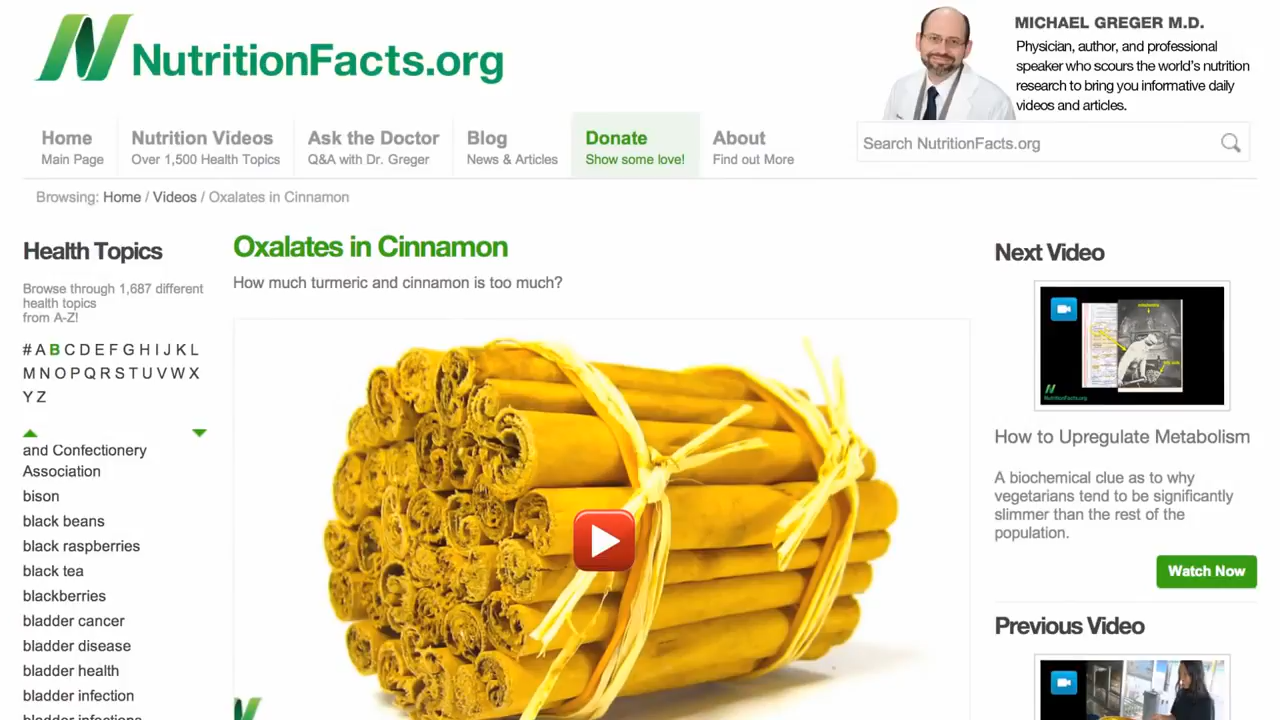 NutritionFacts.org
MICHAEL GREGER M.D.
Physician, author, and professional
speaker who scours the world's nutrition
research to bring you informative daily
videos and articles.
Home
Main Page
Nutrition Videos
Over 1,500 Health Topics
Ask the Doctor
Q&A with Dr. Greger
Blog
News & Articles
Donate
Show some love!
About
Find out More
Search NutritionFacts.org
Browsing: Home / Videos / Oxalates in Cinnamon
Health Topics
Browse through 1,687 different
health topics
from A-Z!
# A B C D E F G H I J K L
M N O P Q R S T U V W X
Y Z
and Confectionery
Association
bison
black beans
black raspberries
black tea
blackberries
bladder cancer
bladder disease
bladder health
bladder infection
bladder infections
Oxalates in Cinnamon
How much turmeric and cinnamon is too much?
Next Video
NutritionFacts.org
How to Upregulate Metabolism
A biochemical clue as to why
vegetarians tend to be significantly
slimmer than the rest of the
population.
Watch Now
Previous Video